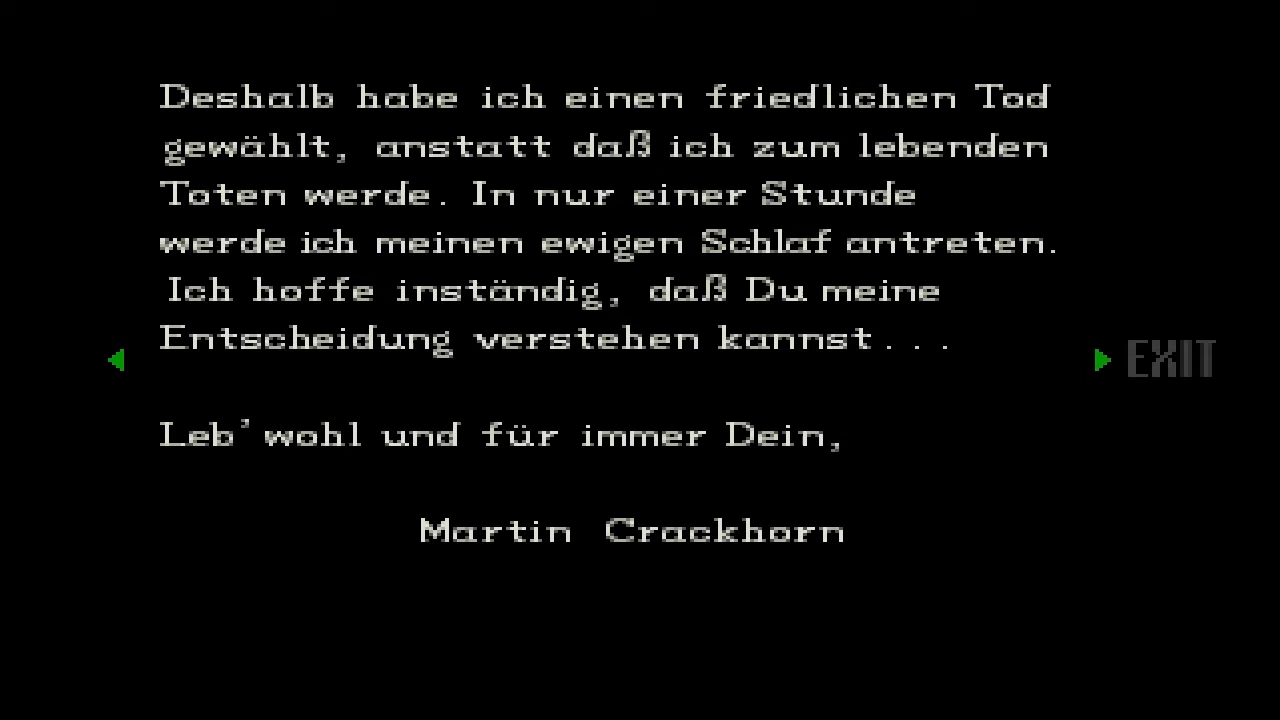 Deshalb habe ich einen friedlichen Tod
gewählt, anstatt daß ich zum lebenden
Toten werde. In nur einer Stunde
werde ich meinen ewigen Schlaf antreten.
Ich hoffe inständig, daß Du meine
Entscheidung verstehen kannst...
EXIT
Leb'wohl und für immer Dein,
Martin Crackhorn